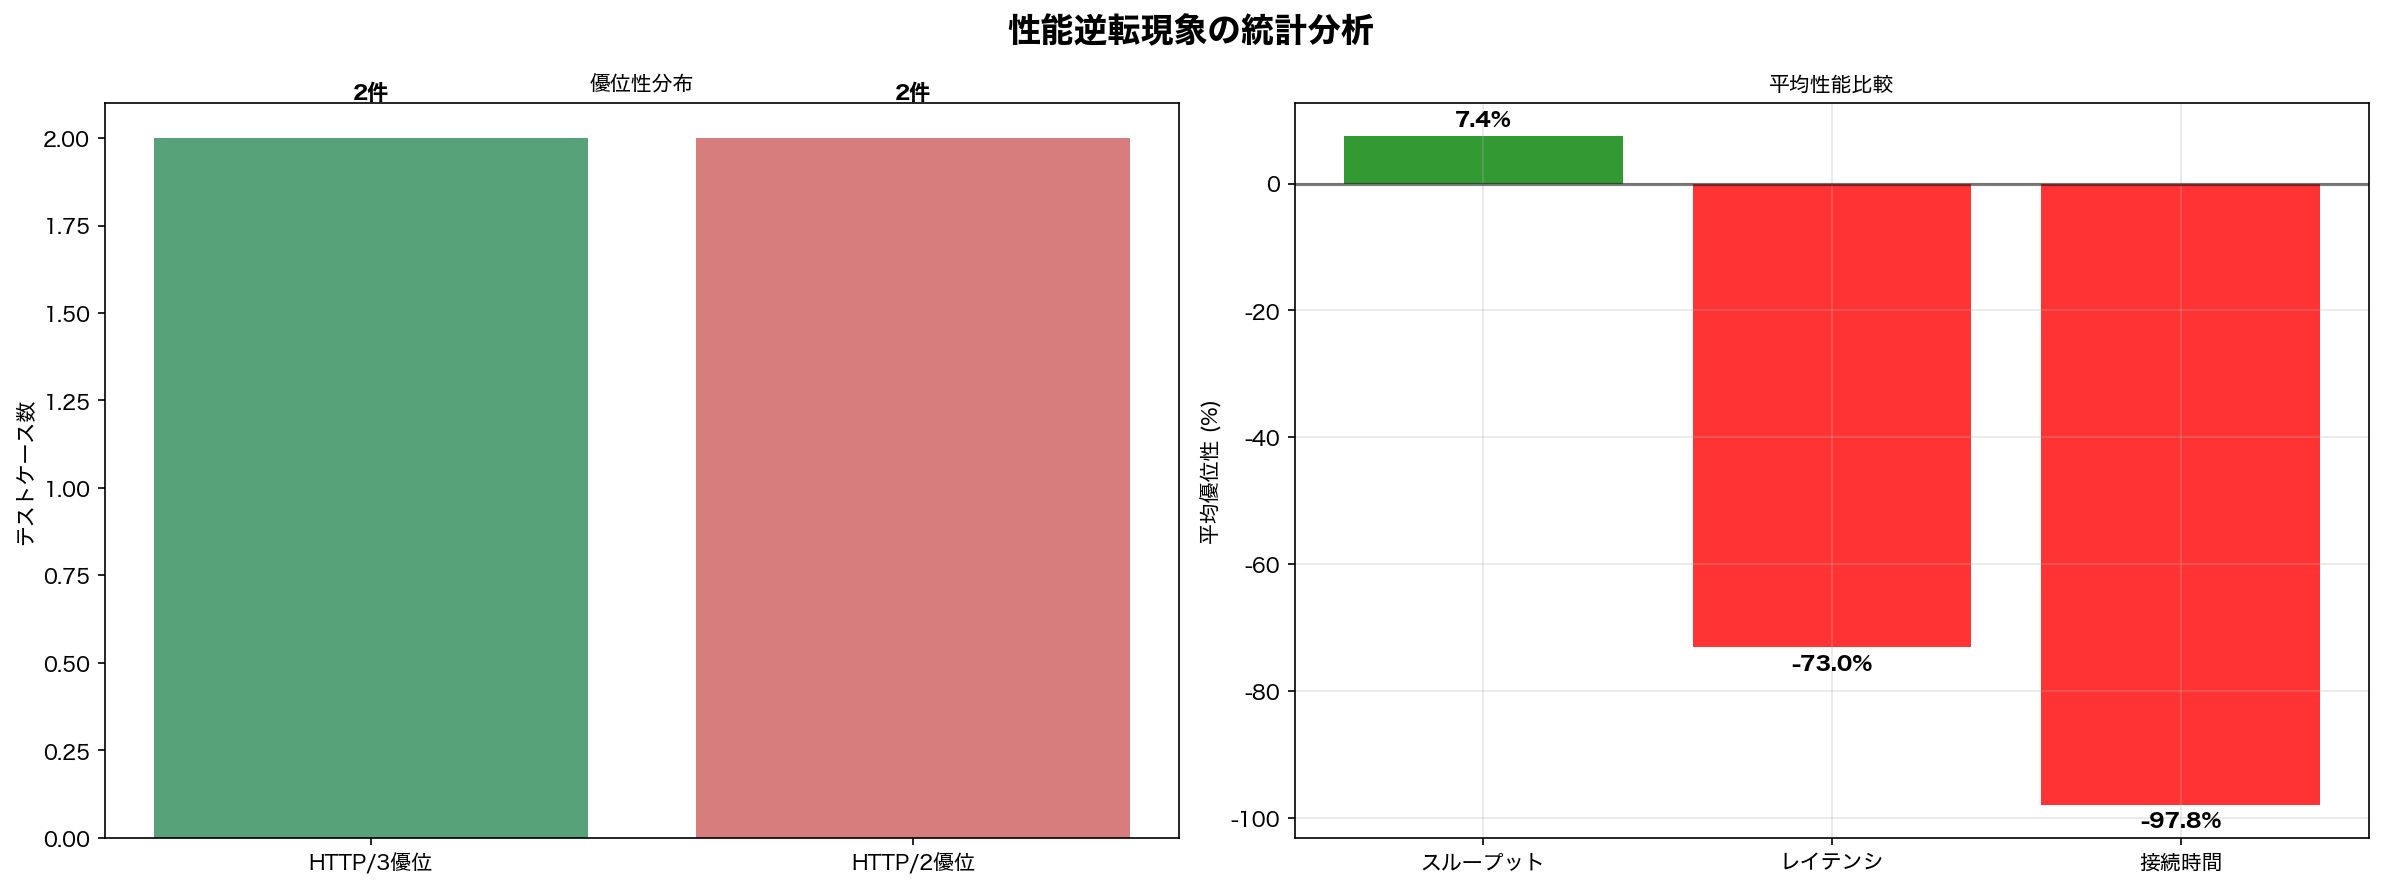 性能逆転現象の統計分析
優位性分布
2件
2件
2.00
1.75
1.50
1.25
1.00
0.75
0.50
0.25
0.00
テストケース数
HTTP/3優位
HTTP/2優位
平均性能比較
7.4%
-73.0%
-97.8%
0
-20
-40
-60
-80
-100
平均優位性 (%)
スループット
レイテンシ
接続時間